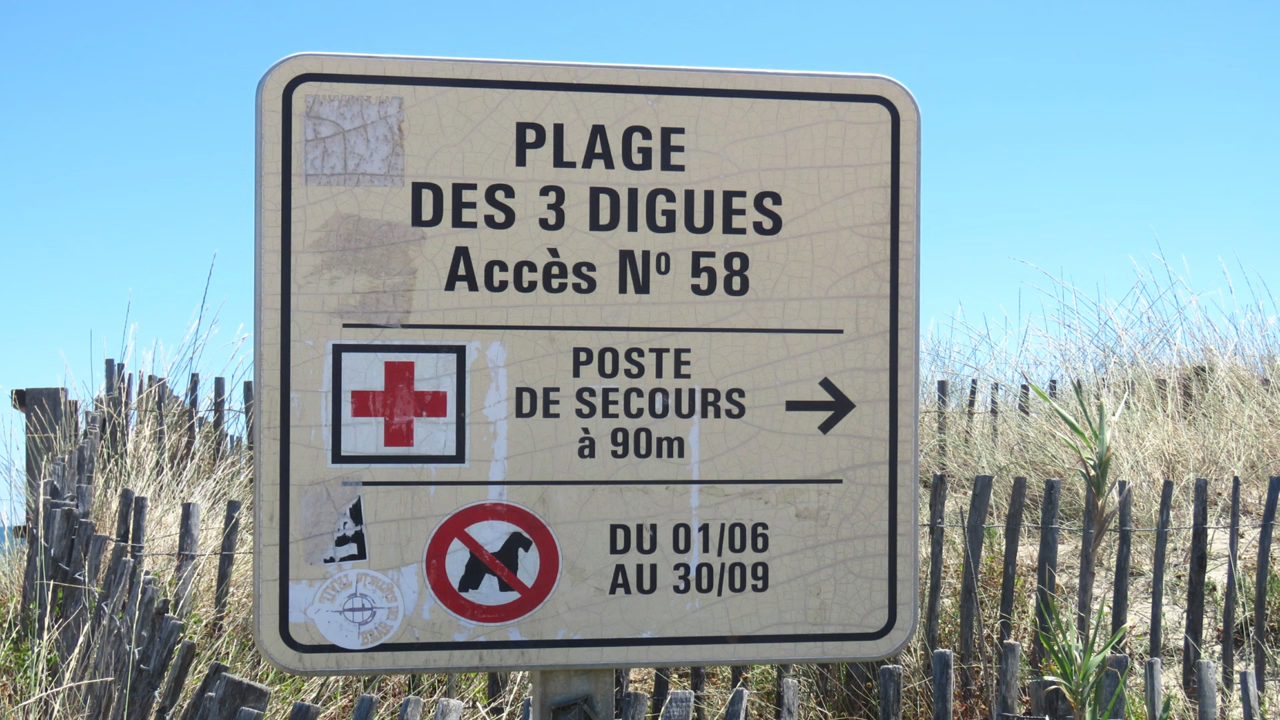 PLAGE
DES 3 DIGUES
Accès Nº 58
POSTE
DE SECOURS
à 90m
DU 01/06
AU 30/09